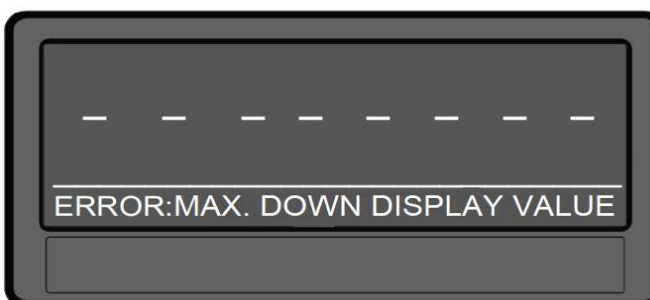 – – – – – – – –
ERROR:MAX. DOWN DISPLAY VALUE